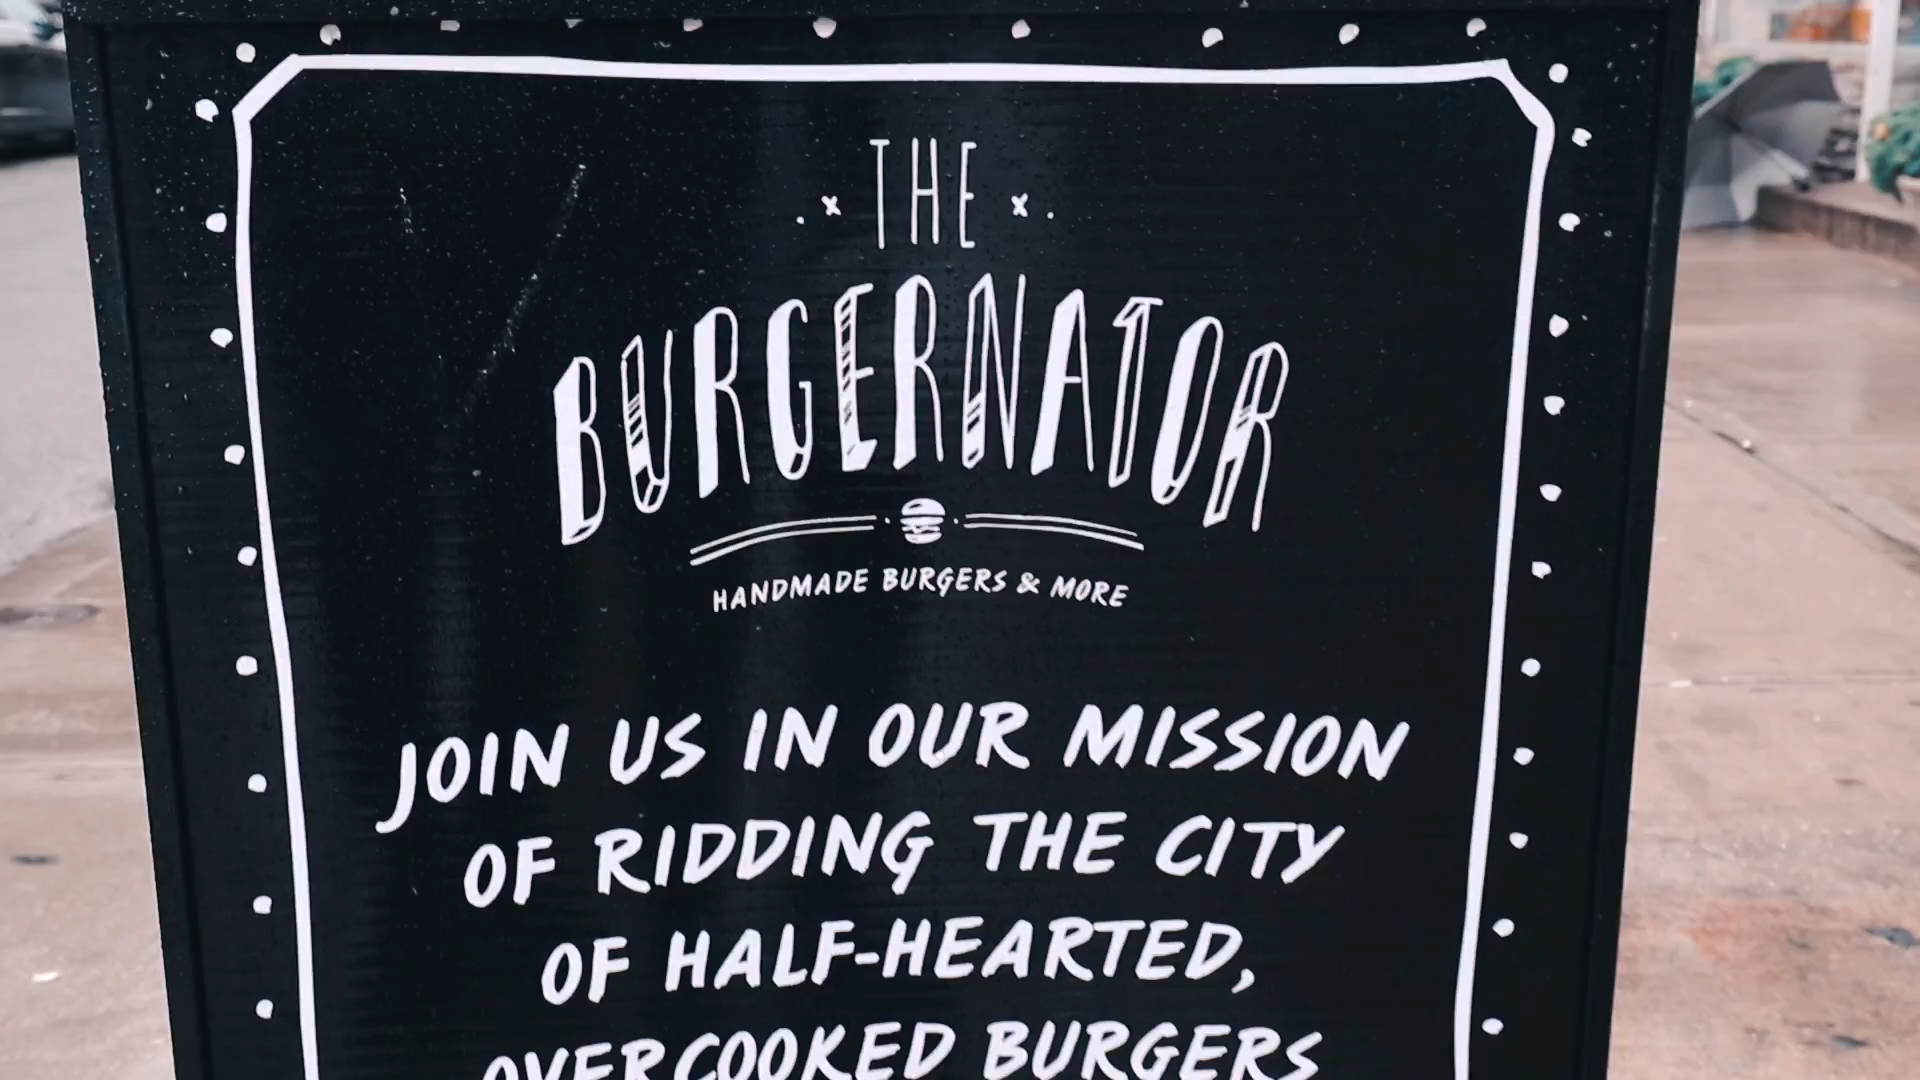 THE
BURGERNATOR
HANDMADE BURGERS & MORE
JOIN US IN OUR MISSION
OF RIDDING THE CITY
OF HALF-HEARTED,
OVERCOOKED BURGERS